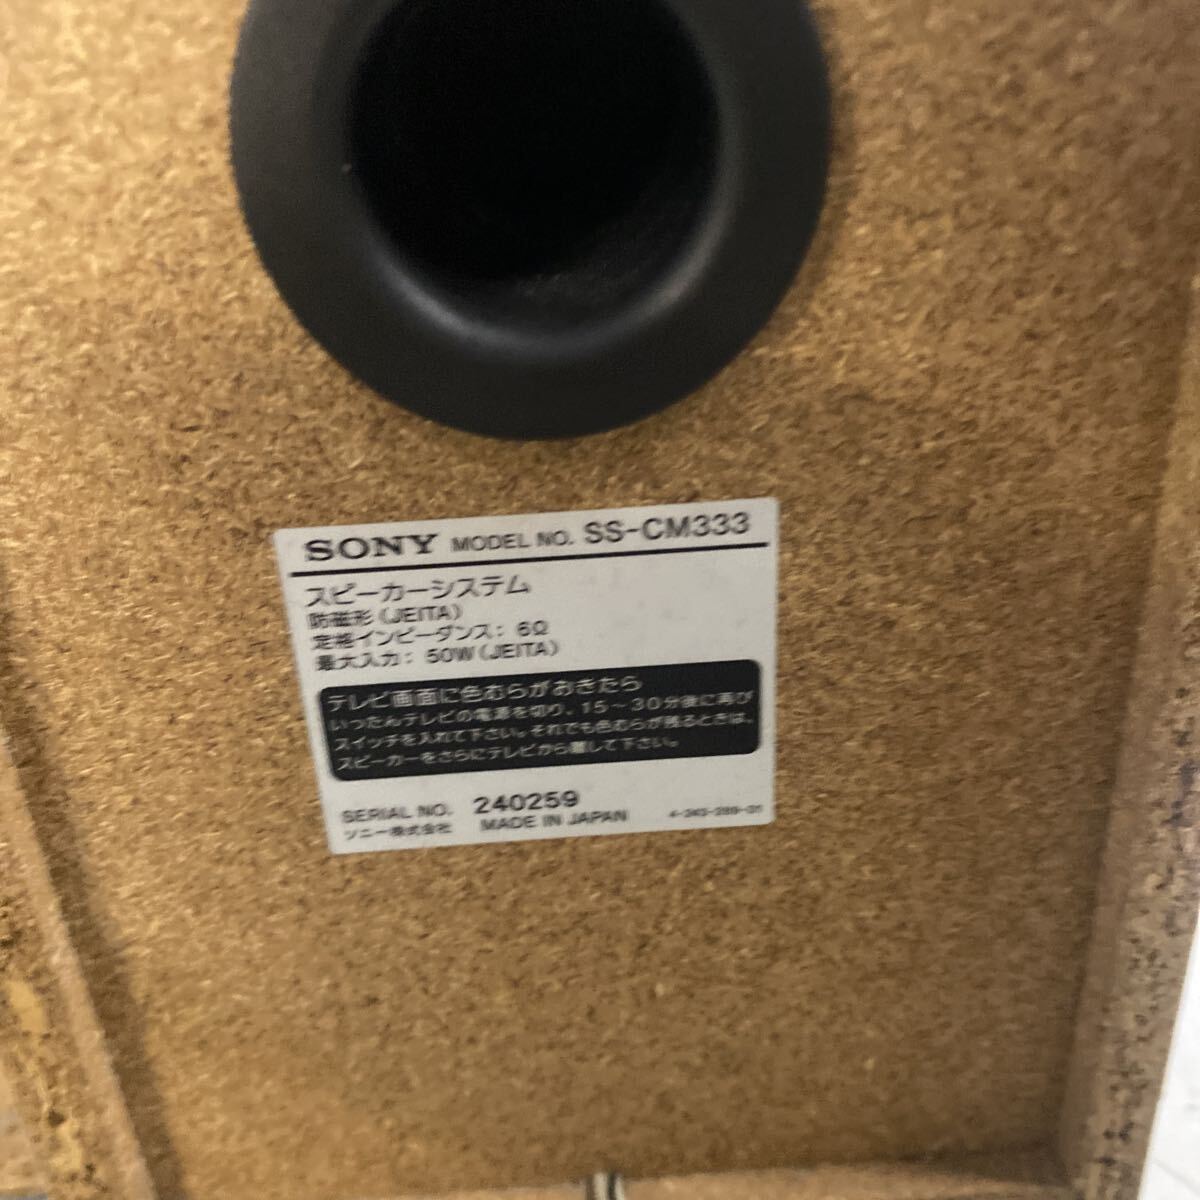 SONY MODEL NO. SS-CM333
スピーカーシステム
防磁形(JEITA)
定格インピーダンス: 6Ω
最大入力: 50W(JEITA)
テレビ画面に色むらがおきたら
いったんテレビの電源を切り、15～30分後に再び
スイッチを入れて下さい。それでも色むらが残るときは、
スピーカーをさらにテレビから離して下さい。
SERIAL NO. 240259
ソニー株式会社 MADE IN JAPAN